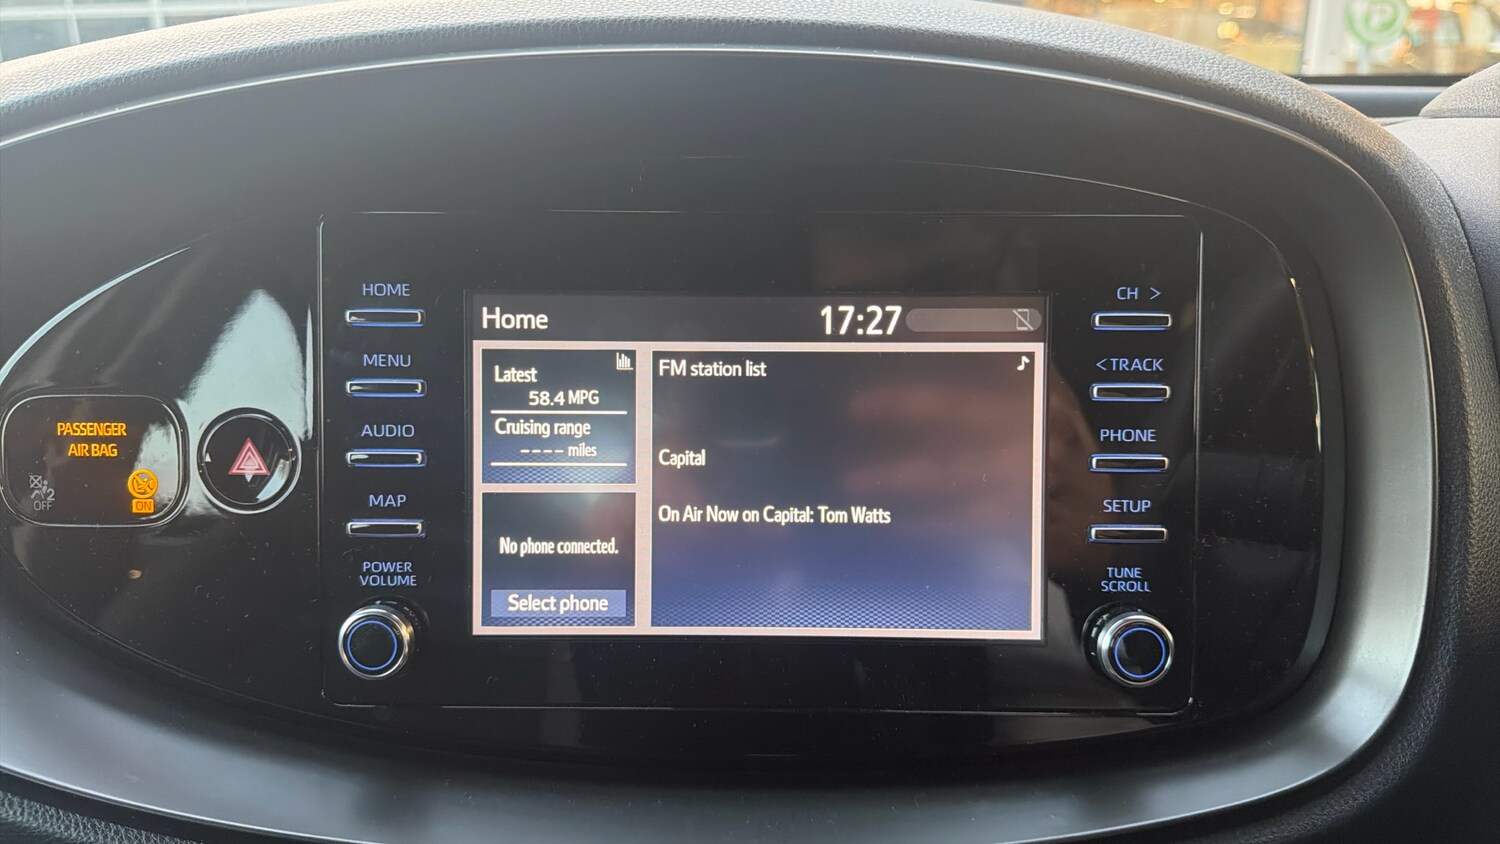 PASSENGER
AIR BAG
2
OFF
ON
HOME
MENU
AUDIO
MAP
POWER
VOLUME
Home
17:27
Latest
58.4 MPG
Cruising range
---- miles
No phone connected.
Select phone
FM station list
Capital
On Air Now on Capital: Tom Watts
CH >
< TRACK
PHONE
SETUP
TUNE
SCROLL
P